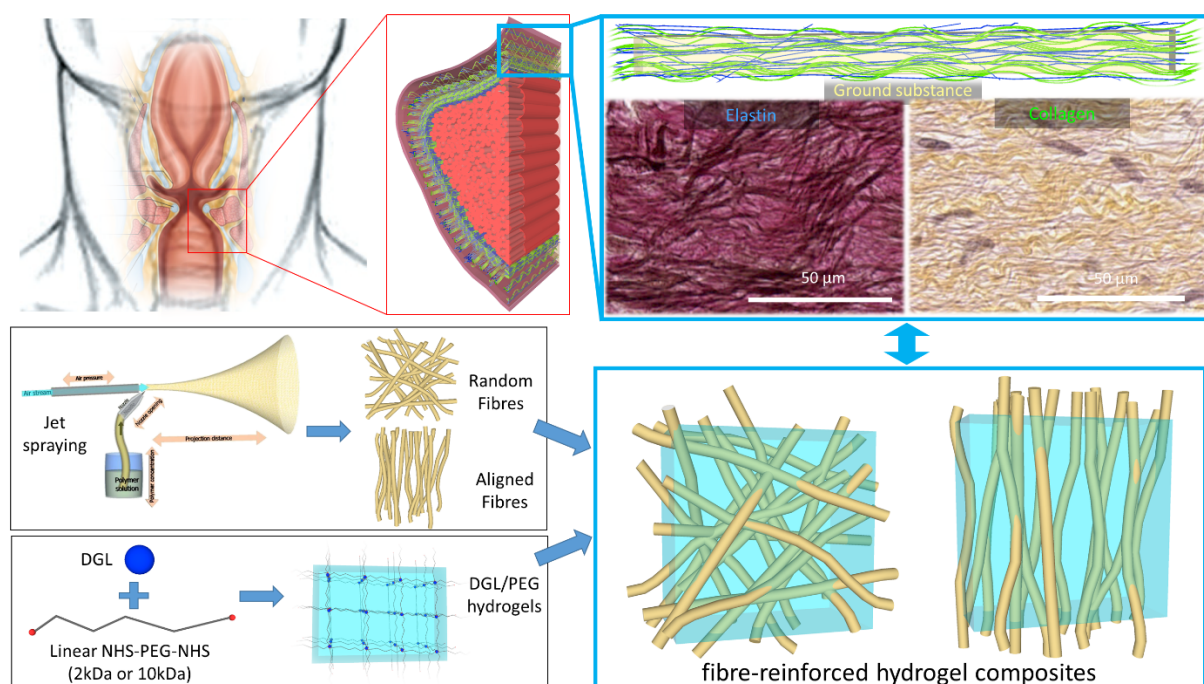 Ground substance
Elastin
Collagen
50 µm
50 µm
Air pressure
Air stream
Nozzle
Nozzle opening
Projection distance
Polymer concentration
Polymer
solution
Jet
spraying
Random
Fibres
Aligned
Fibres
DGL
Linear NHS-PEG-NHS
(2kDa or 10kDa)
DGL/PEG
hydrogels
fibre-reinforced hydrogel composites